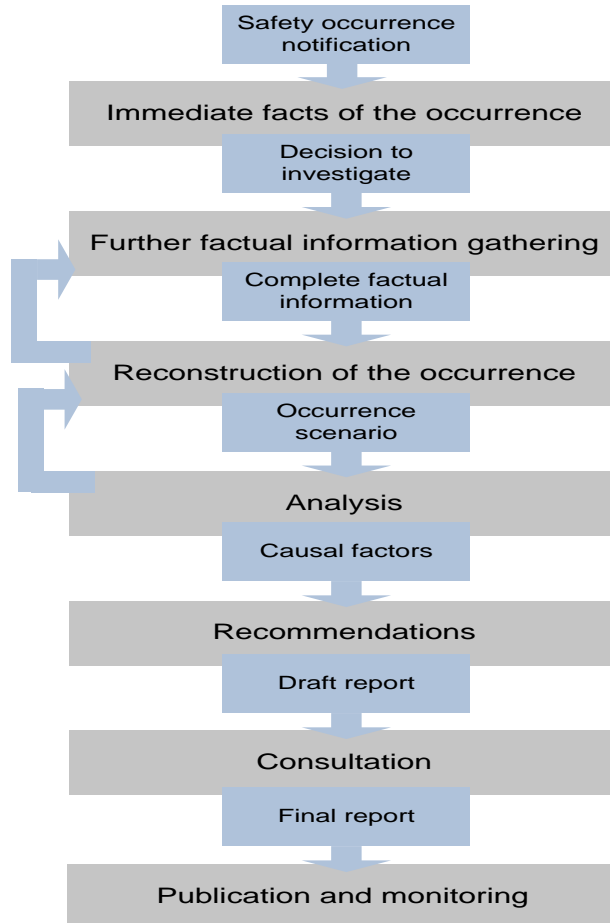 Safety occurrence
notification
Immediate facts of the occurrence
Decision to
investigate
Further factual information gathering
Complete factual
information
Reconstruction of the occurrence
Occurrence
scenario
Analysis
Causal factors
Recommendations
Draft report
Consultation
Final report
Publication and monitoring